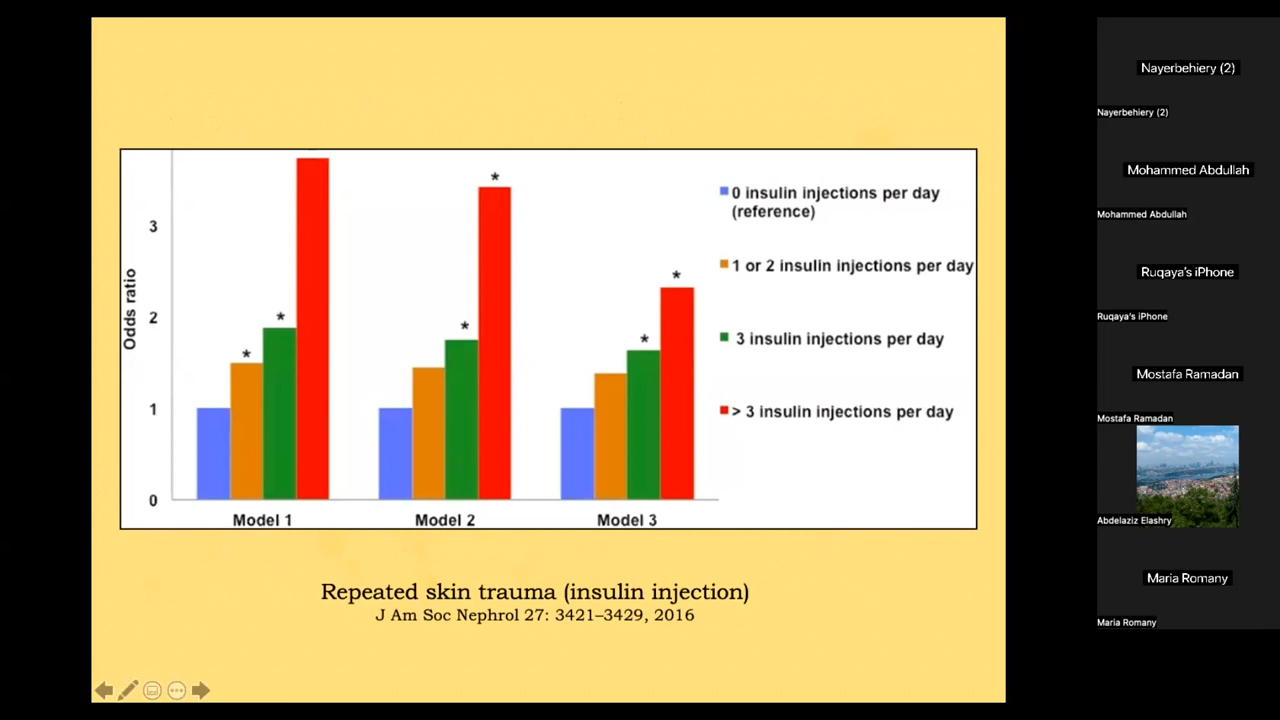 3
2
1
0
Odds ratio
*
*
*
*
*
*
*
Model 1
Model 2
Model 3
0 insulin injections per day
(reference)
1 or 2 insulin injections per day
3 insulin injections per day
> 3 insulin injections per day
Repeated skin trauma (insulin injection)
J Am Soc Nephrol 27: 3421–3429, 2016
Nayerbehiery (2)
Nayerbehiery (2)
Mohammed Abdullah
Mohammed Abdullah
Ruqaya's iPhone
Ruqaya's iPhone
Mostafa Ramadan
Mostafa Ramadan
Abdelaziz Elashry
Maria Romany
Maria Romany